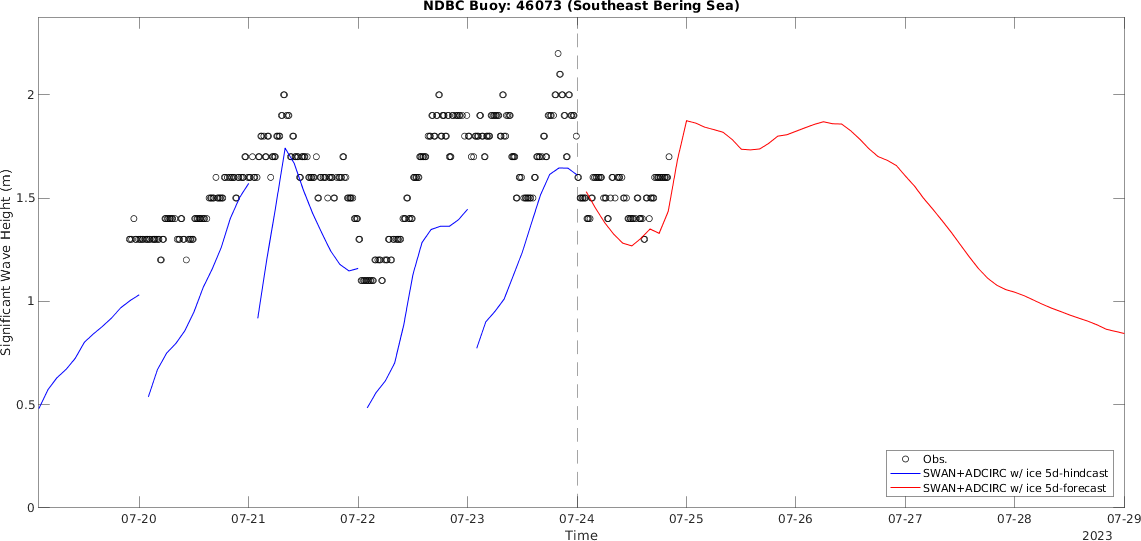 NDBC Buoy: 46073 (Southeast Bering Sea)
Significant Wave Height (m)
2
1.5
1
0.5
0
Obs.
SWAN+ADCIRC w/ ice 5d-hindcast
SWAN+ADCIRC w/ ice 5d-forecast
07-20 07-21 07-22 07-23 07-24 07-25 07-26 07-27 07-28 07-29
Time
2023